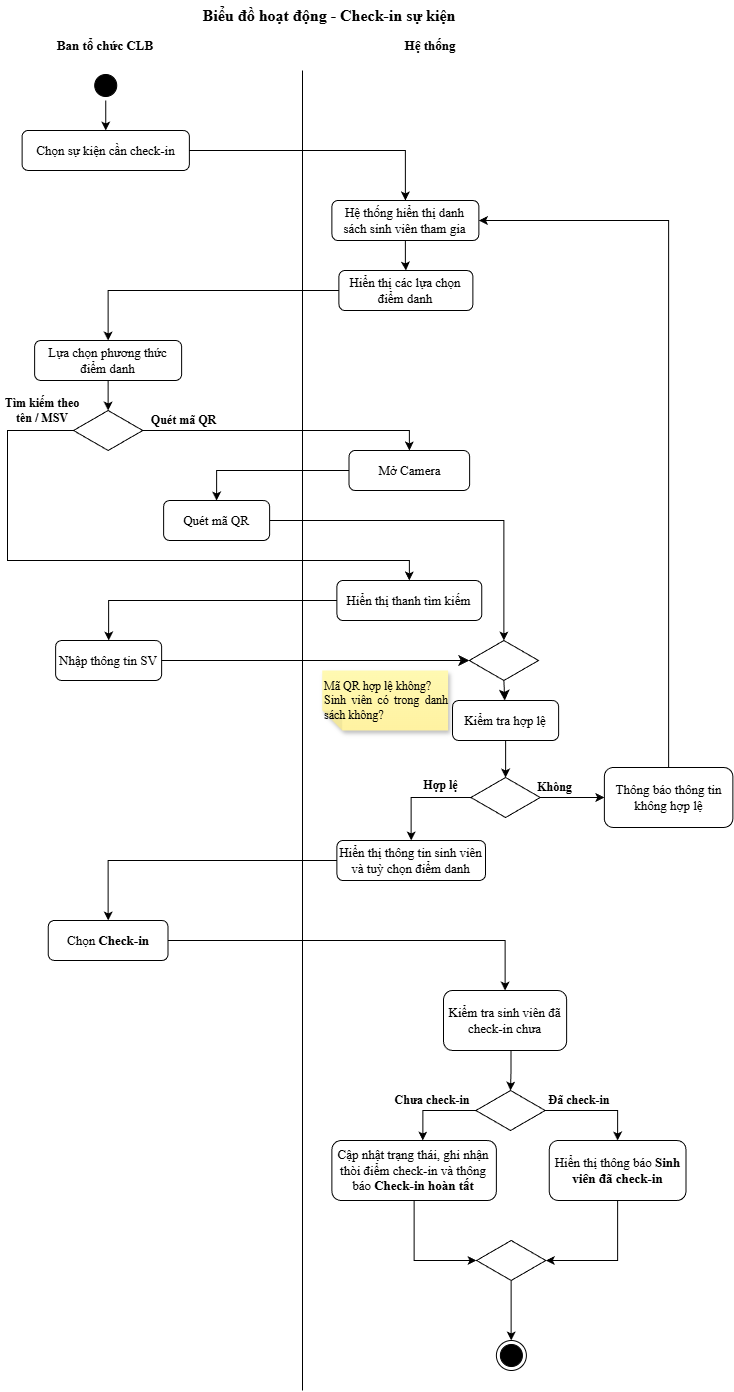 Biểu đồ hoạt động - Check-in sự kiện
Ban tổ chức CLB
Hệ thống
Chọn sự kiện cần check-in
Hệ thống hiển thị danh
sách sinh viên tham gia
Hiển thị các lựa chọn
điểm danh
Lựa chọn phương thức
điểm danh
Tìm kiếm theo
tên / MSV
Quét mã QR
Mở Camera
Quét mã QR
Hiển thị thanh tìm kiếm
Nhập thông tin SV
Mã QR hợp lệ không?
Sinh viên có trong danh
sách không?
Kiểm tra hợp lệ
Hợp lệ
Không
Thông báo thông tin
không hợp lệ
Hiển thị thông tin sinh viên
và tuỳ chọn điểm danh
Chọn Check-in
Kiểm tra sinh viên đã
check-in chưa
Chưa check-in
Đã check-in
Cập nhật trạng thái, ghi nhận
thời điểm check-in và thông
báo Check-in hoàn tất
Hiển thị thông báo Sinh
viên đã check-in